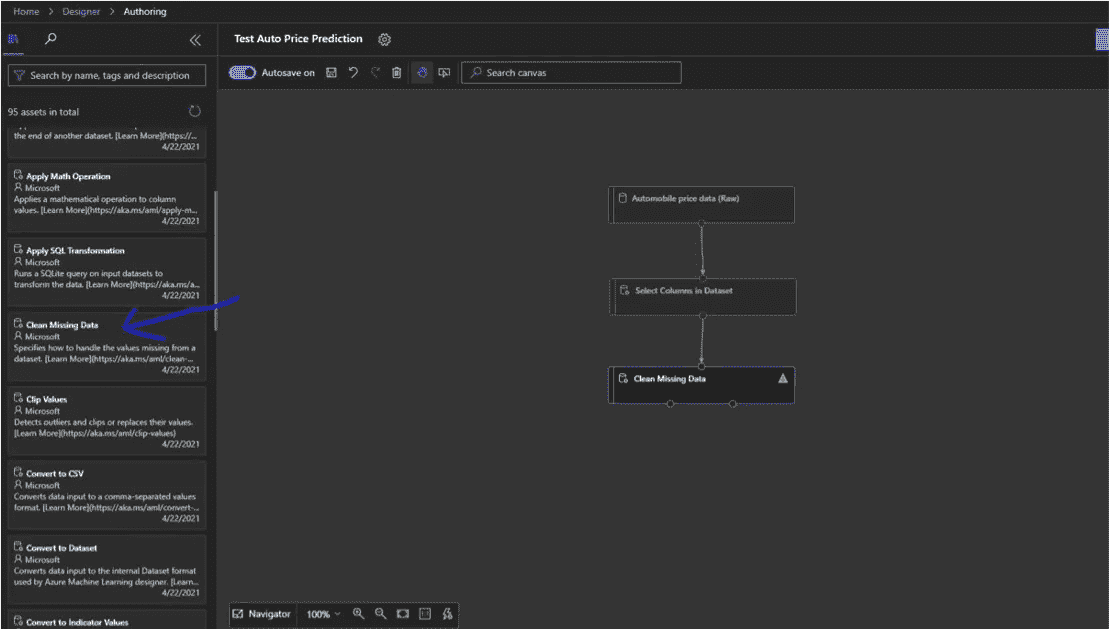 Home > Designer > Authoring
Test Auto Price Prediction
Search by name, tags and description
Autosave on
Search canvas
95 assets in total
the end of another dataset. [Learn More](https://...
4/22/2021
Apply Math Operation
Microsoft
Applies a mathematical operation to column
values. [Learn More](https://aka.ms/aml/apply-m...
4/22/2021
Apply SQL Transformation
Microsoft
Runs a SQLite query on input datasets to
transform the data. [Learn More](https://aka.ms/a...
4/22/2021
Clean Missing Data
Microsoft
Specifies how to handle the values missing from a
dataset. [Learn More](https://aka.ms/aml/clean-...
4/22/2021
Clip Values
Microsoft
Detects outliers and clips or replaces their values.
[Learn More](https://aka.ms/aml/clip-values)
4/22/2021
Convert to CSV
Microsoft
Converts data input to a comma-separated values
format. [Learn More](https://aka.ms/aml/convert-...
4/22/2021
Convert to Dataset
Microsoft
Converts data input to the internal Dataset format
used by Azure Machine Learning designer. [Learn...
4/22/2021
Convert to Indicator Values
Automobile price data (Raw)
Select Columns in Dataset
Clean Missing Data
Navigator
100%